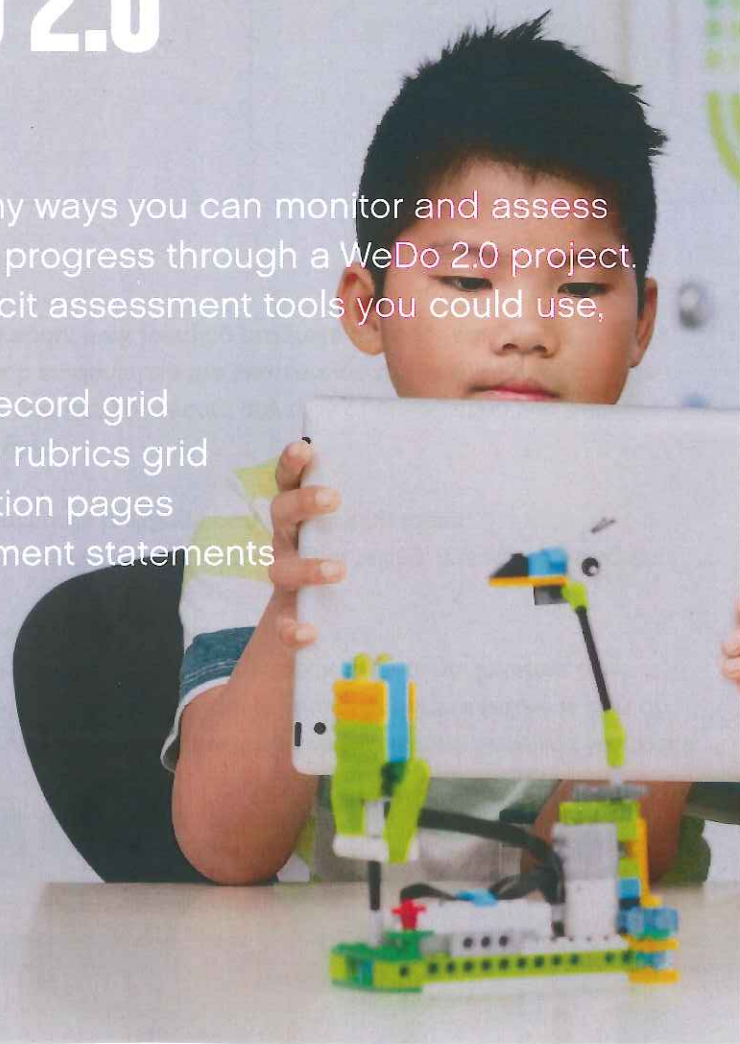 2.0
ny ways you can monitor and assess
progress through a WeDo 2.0 project.
cit assessment tools you could use,
ecord grid
rubrics grid
tion pages
ment statements